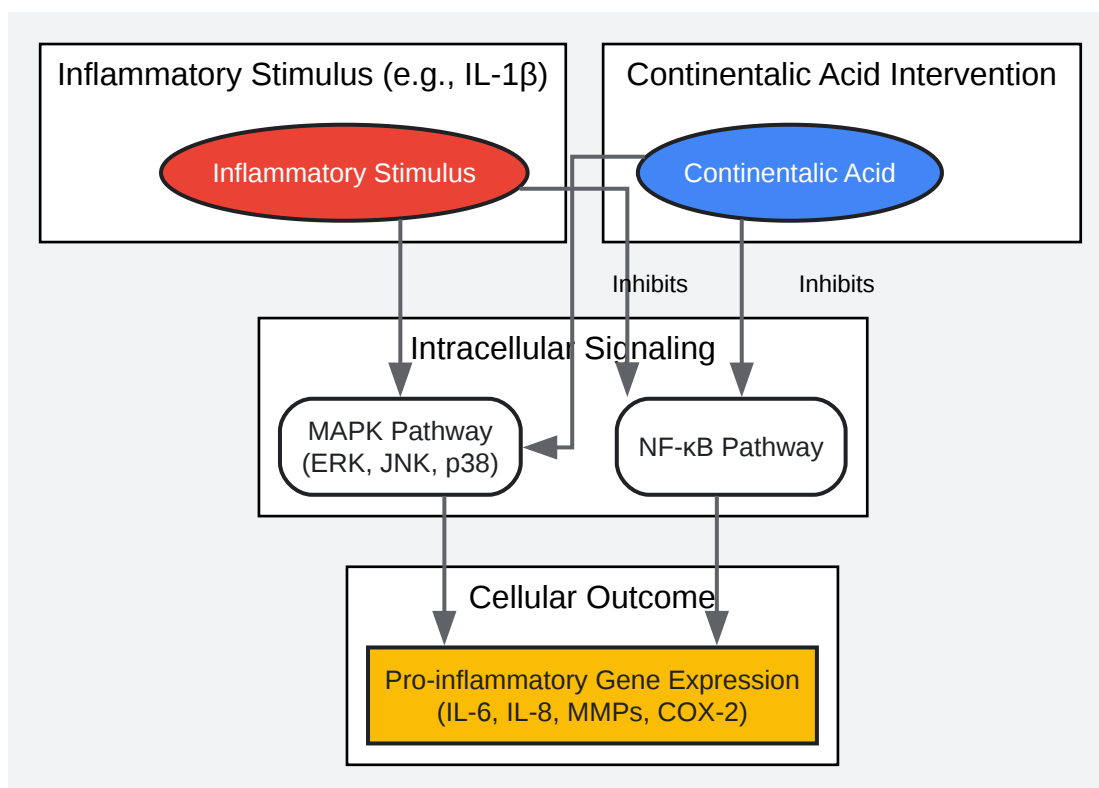 Inflammatory Stimulus (e.g., IL-1β)
Continentalic Acid Intervention
Inflammatory Stimulus
Continentalic Acid
Inhibits
Inhibits
Intracellular Signaling
MAPK Pathway
(ERK, JNK, p38)
NF-κB Pathway
Cellular Outcome
Pro-inflammatory Gene Expression
(IL-6, IL-8, MMPs, COX-2)